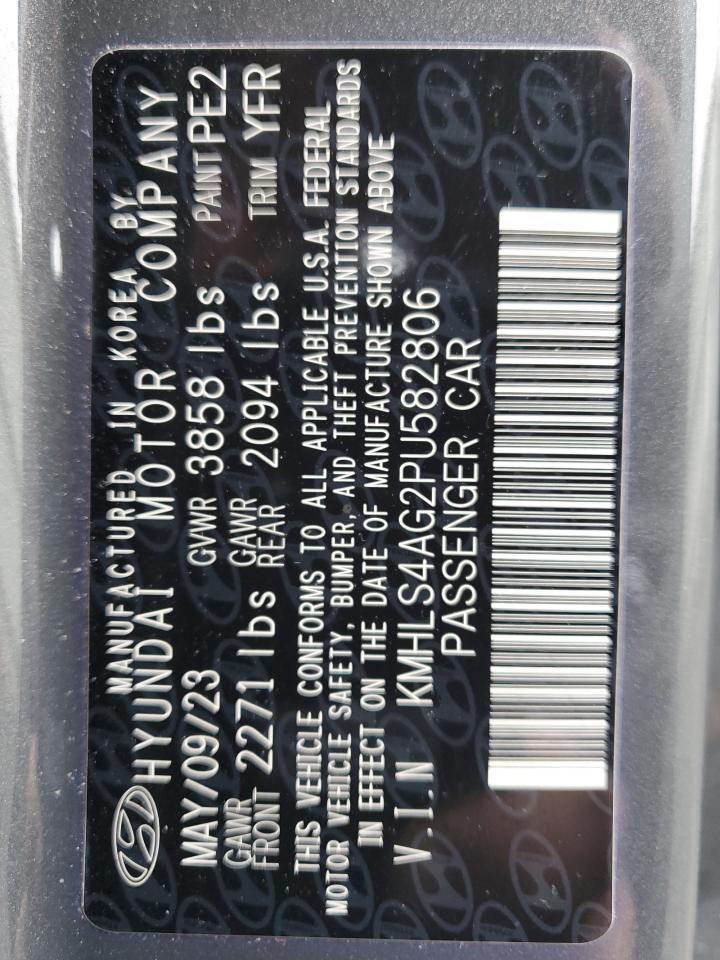 MANUFACTURED IN KOREA BY
HYUNDAI MOTOR COMPANY
MAY/09/23 GVWR 3858 lbs PAINT PE2
GAWR FRONT 2271 lbs GAWR REAR 2094 lbs TRIM YFR
THIS VEHICLE CONFORMS TO ALL APPLICABLE U.S.A. FEDERAL
MOTOR VEHICLE SAFETY, BUMPER, AND THEFT PREVENTION STANDARDS
IN EFFECT ON THE DATE OF MANUFACTURE SHOWN ABOVE
V.I.N KMHLS4AG2PU582806
PASSENGER CAR